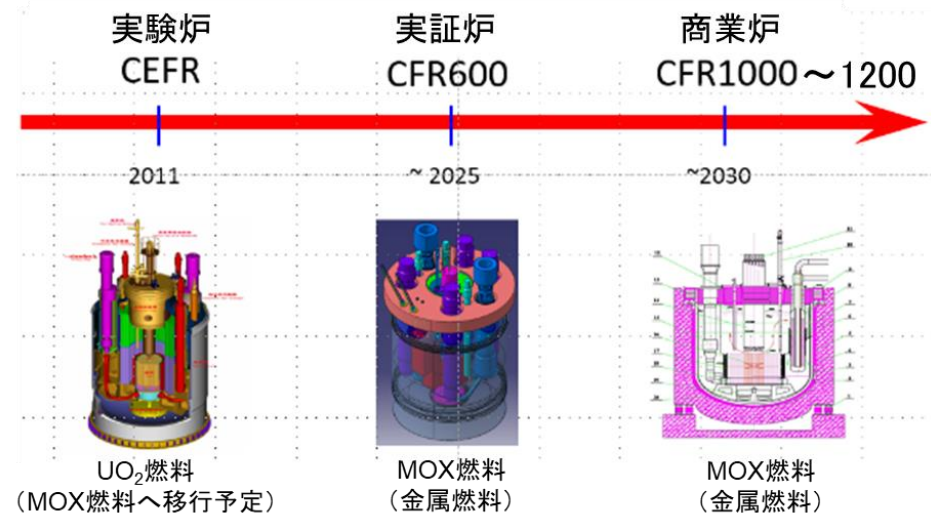 実験炉 実証炉 商業炉
CEFR CFR600 CFR1000～1200
2011 ~ 2025 ~2030
UO₂燃料 MOX燃料 MOX燃料
（MOX燃料へ移行予定） （金属燃料） （金属燃料）